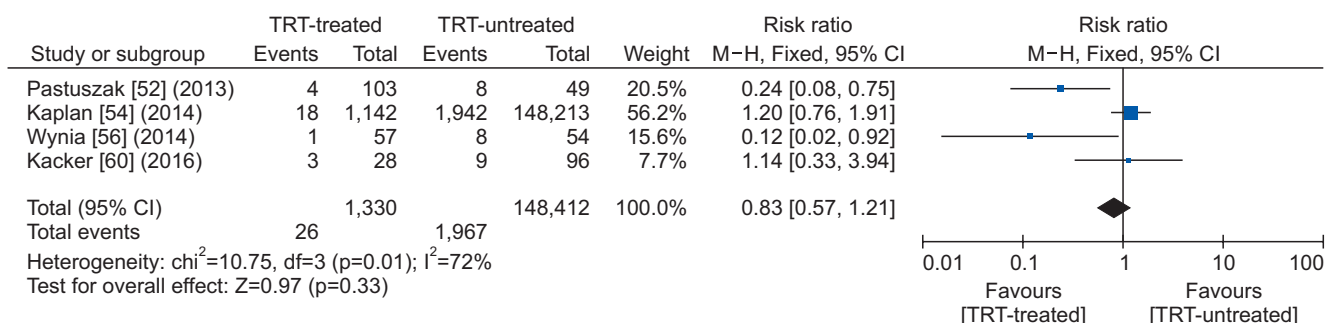 TRT-treated TRT-untreated Risk ratio Risk ratio
Study or subgroup Events Total Events Total Weight M−H, Fixed, 95% CI M−H, Fixed, 95% CI
Pastuszak [52] (2013) 4 103 8 49 20.5% 0.24 [0.08, 0.75]
Kaplan [54] (2014) 18 1,142 1,942 148,213 56.2% 1.20 [0.76, 1.91]
Wynia [56] (2014) 1 57 8 54 15.6% 0.12 [0.02, 0.92]
Kacker [60] (2016) 3 28 9 96 7.7% 1.14 [0.33, 3.94]
Total (95% CI) 1,330 148,412 100.0% 0.83 [0.57, 1.21]
Total events 26 1,967
Heterogeneity: chi²=10.75, df=3 (p=0.01); I²=72%
Test for overall effect: Z=0.97 (p=0.33)
0.01 0.1 1 10 100
Favours Favours
[TRT-treated] [TRT-untreated]